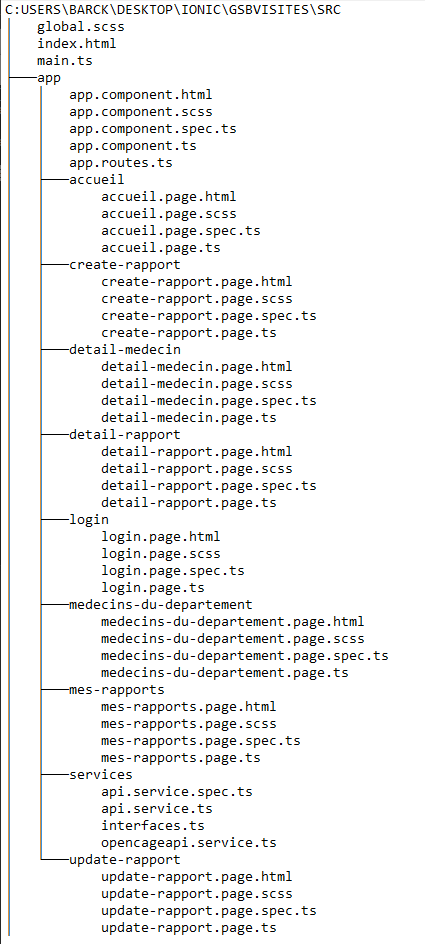 C:USERS\BARCK\DESKTOP\IONIC\GSBVISITES\SRC
global.scss
index.html
main.ts
app
app.component.html
app.component.scss
app.component.spec.ts
app.component.ts
app.routes.ts
accueil
accueil.page.html
accueil.page.scss
accueil.page.spec.ts
accueil.page.ts
create-rapport
create-rapport.page.html
create-rapport.page.scss
create-rapport.page.spec.ts
create-rapport.page.ts
detail-medecin
detail-medecin.page.html
detail-medecin.page.scss
detail-medecin.page.spec.ts
detail-medecin.page.ts
detail-rapport
detail-rapport.page.html
detail-rapport.page.scss
detail-rapport.page.spec.ts
detail-rapport.page.ts
login
login.page.html
login.page.scss
login.page.spec.ts
login.page.ts
medecins-du-departement
medecins-du-departement.page.html
medecins-du-departement.page.scss
medecins-du-departement.page.spec.ts
medecins-du-departement.page.ts
mes-rapports
mes-rapports.page.html
mes-rapports.page.scss
mes-rapports.page.spec.ts
mes-rapports.page.ts
services
api.service.spec.ts
api.service.ts
interfaces.ts
opencageapi.service.ts
update-rapport
update-rapport.page.html
update-rapport.page.scss
update-rapport.page.spec.ts
update-rapport.page.ts